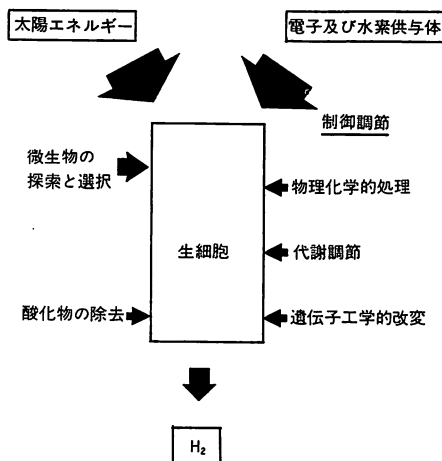 太陽エネルギー
電子及び水素供与体
制御調節
微生物の
探索と選択
物理化学的処理
生細胞
代謝調節
酸化物の除去
遺伝子工学的改変
H₂